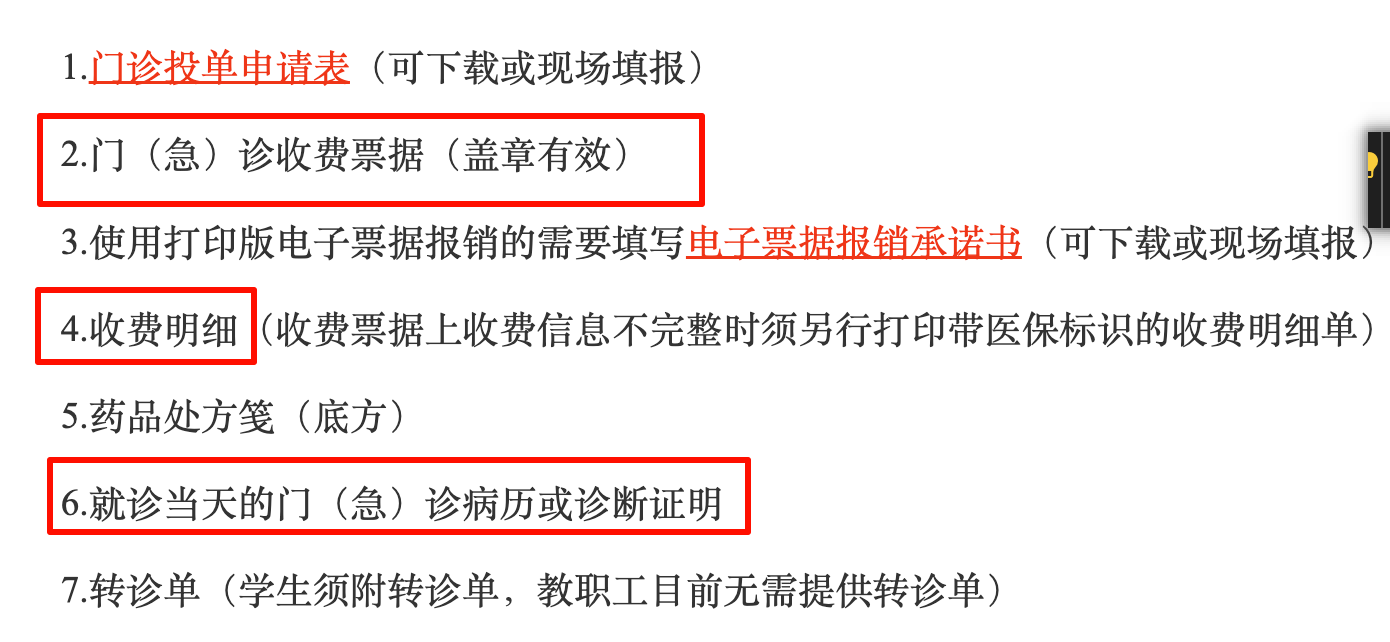 1.门诊投单申请表（可下载或现场填报）
2.门（急）诊收费票据（盖章有效）
3.使用打印版电子票据报销的需要填写电子票据报销承诺书（可下载或现场填报）
4.收费明细（收费票据上收费信息不完整时须另行打印带医保标识的收费明细单）
5.药品处方笺（底方）
6.就诊当天的门（急）诊病历或诊断证明
7.转诊单（学生须附转诊单，教职工目前无需提供转诊单）